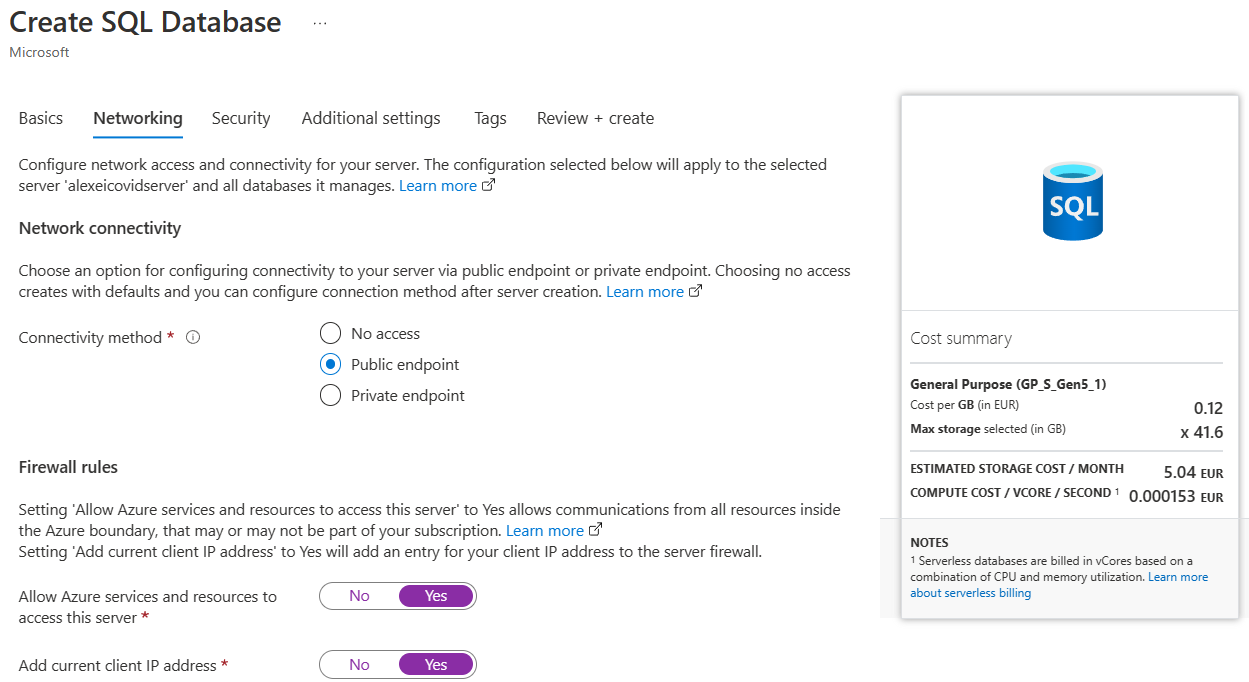 Create SQL Database ...
Microsoft
Basics Networking Security Additional settings Tags Review + create
Configure network access and connectivity for your server. The configuration selected below will apply to the selected
server 'alexeicovidserver' and all databases it manages. Learn more
Network connectivity
Choose an option for configuring connectivity to your server via public endpoint or private endpoint. Choosing no access
creates with defaults and you can configure connection method after server creation. Learn more
Connectivity method *
No access
Public endpoint
Private endpoint
Firewall rules
Setting 'Allow Azure services and resources to access this server' to Yes allows communications from all resources inside
the Azure boundary, that may or may not be part of your subscription. Learn more
Setting 'Add current client IP address' to Yes will add an entry for your client IP address to the server firewall.
Allow Azure services and resources to
access this server *
No Yes
Add current client IP address *
No Yes
SQL
Cost summary
General Purpose (GP_S_Gen5_1)
Cost per GB (in EUR) 0.12
Max storage selected (in GB) x 41.6
ESTIMATED STORAGE COST / MONTH 5.04 EUR
COMPUTE COST / VCORE / SECOND ¹ 0.000153 EUR
NOTES
¹ Serverless databases are billed in vCores based on a
combination of CPU and memory utilization. Learn more
about serverless billing